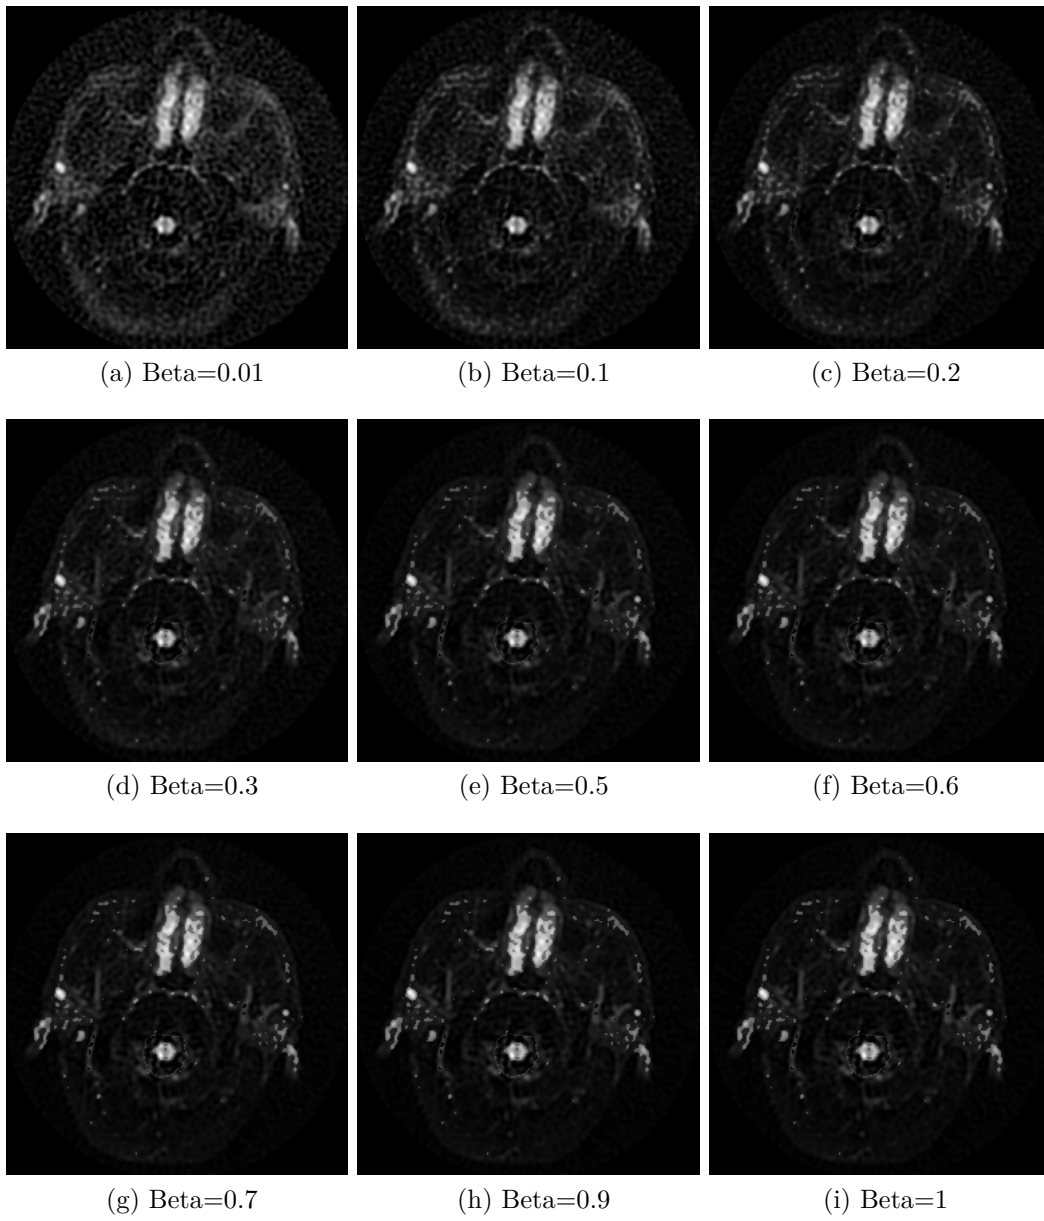 (a) Beta=0.01
(b) Beta=0.1
(c) Beta=0.2
(d) Beta=0.3
(e) Beta=0.5
(f) Beta=0.6
(g) Beta=0.7
(h) Beta=0.9
(i) Beta=1